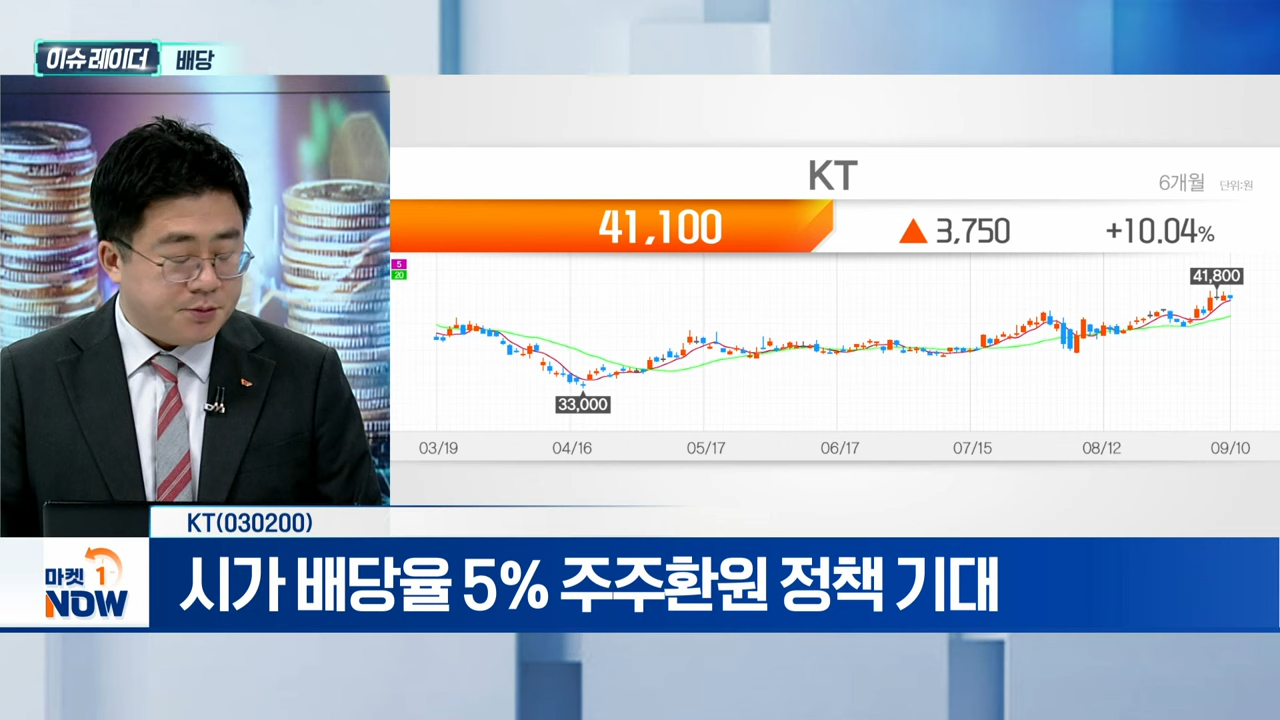 이슈레이더 배당
KT
6개월 단위:원
41,100 ▲ 3,750 +10.04%
5
20
41,800
33,000
03/19 04/16 05/17 06/17 07/15 08/12 09/10
KT(030200)
마켓 1
NOW
시가 배당율 5% 주주환원 정책 기대